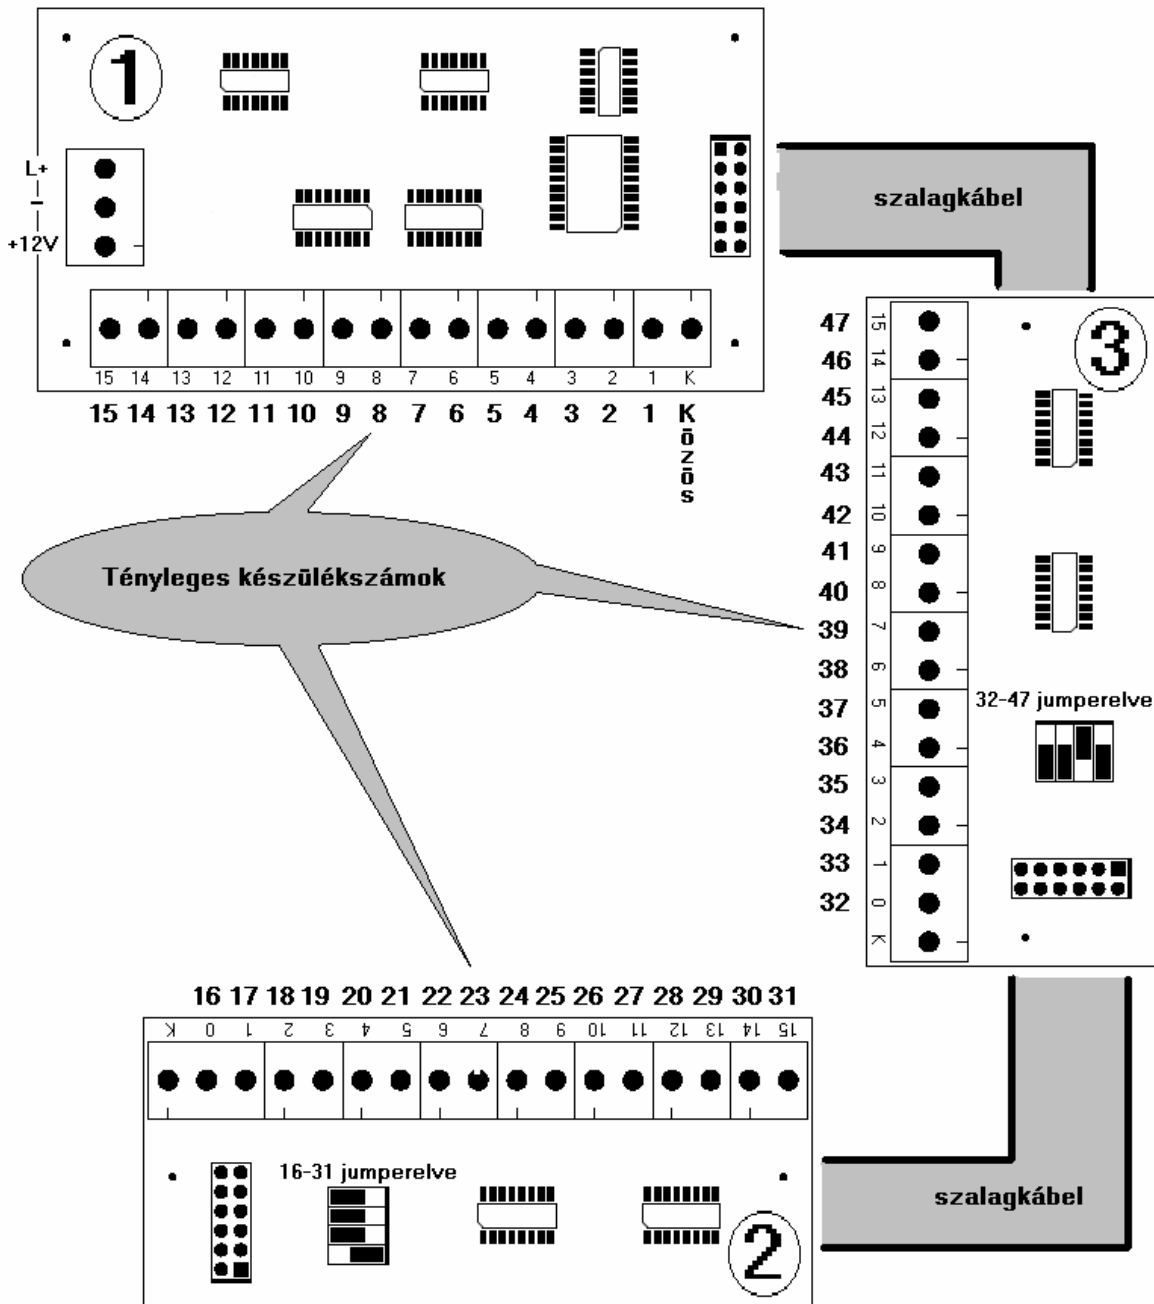 1
L+
-
+12V
szalagkábel
15 14 13 12 11 10 9 8 7 6 5 4 3 2 1 K
15 14 13 12 11 10 9 8 7 6 5 4 3 2 1 Közös
3
47 15
46 14
45 13
44 12
43 11
42 10
41 9
40 8
39 7
38 6
37 5
36 4
35 3
34 2
33 1
32 0
K
Tényleges készülékszámok
32-47 jumperelve
16 17 18 19 20 21 22 23 24 25 26 27 28 29 30 31
K 0 1 2 3 4 5 6 7 8 9 10 11 12 13 14 15
16-31 jumperelve
2
szalagkábel